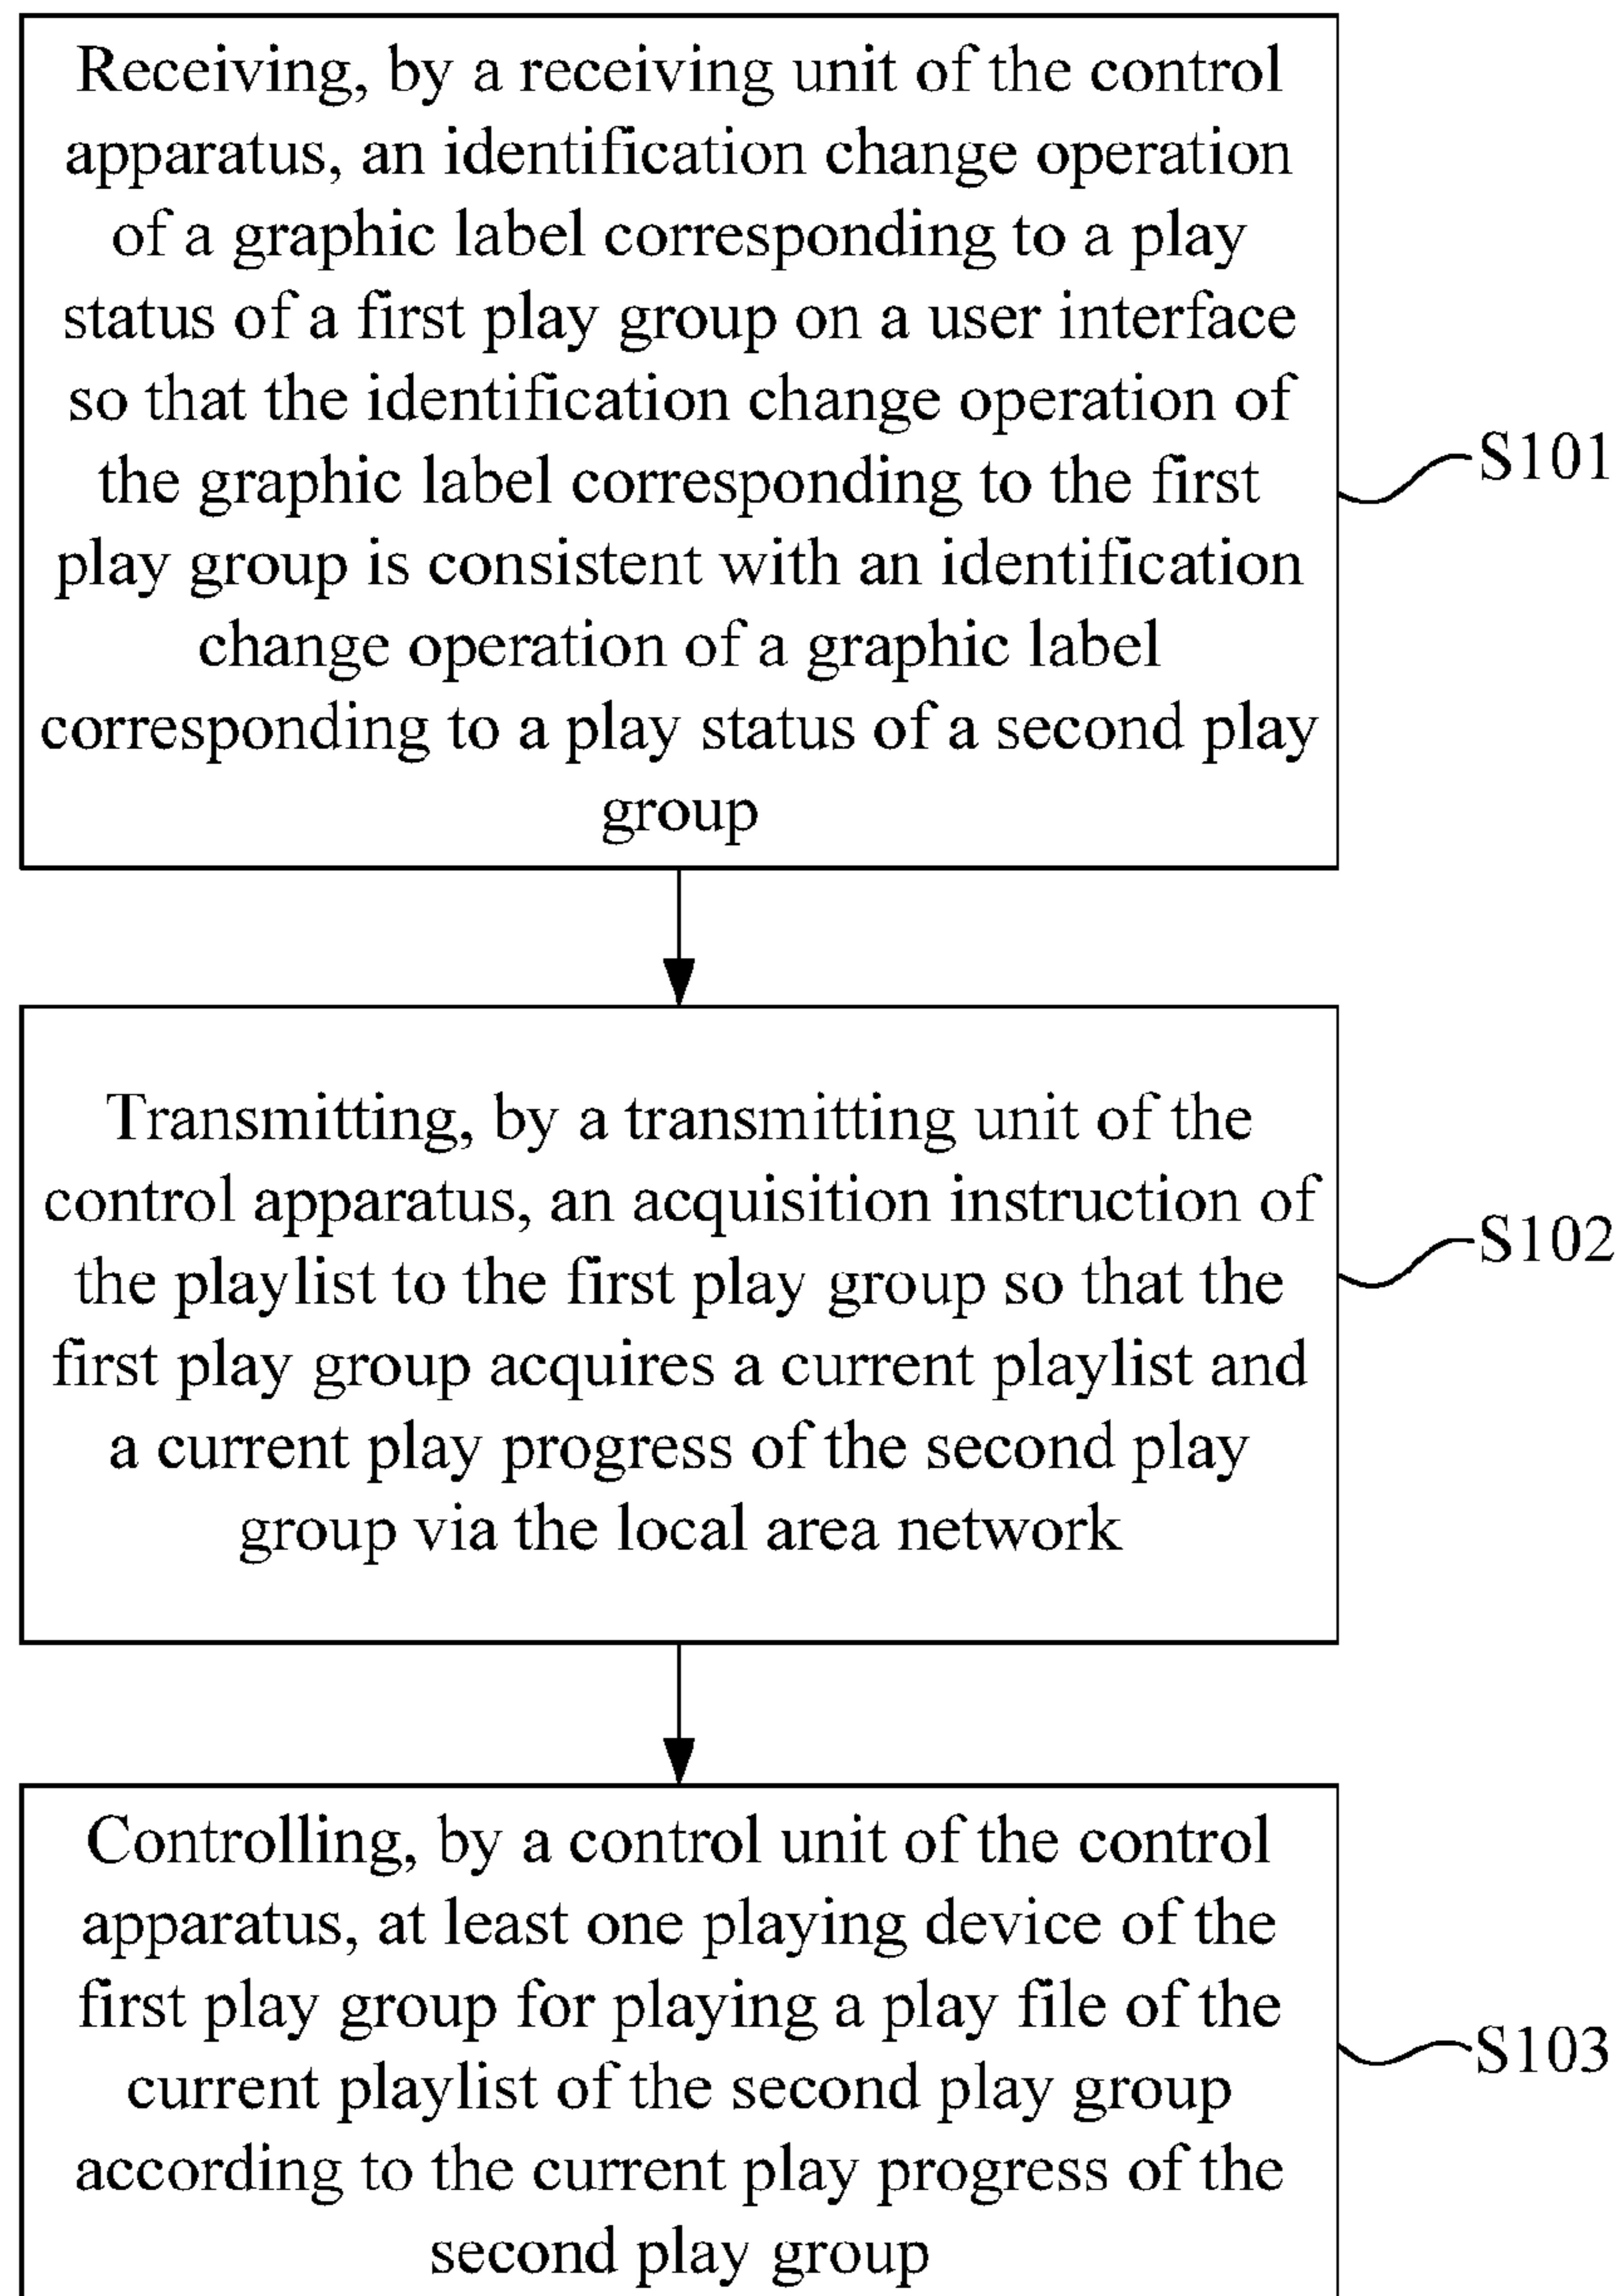 Receiving, by a receiving unit of the control
apparatus, an identification change operation
of a graphic label corresponding to a play
status of a first play group on a user interface
so that the identification change operation of
the graphic label corresponding to the first
play group is consistent with an identification
change operation of a graphic label
corresponding to a play status of a second play
group
S101
Transmitting, by a transmitting unit of the
control apparatus, an acquisition instruction of
the playlist to the first play group so that the
first play group acquires a current playlist and
a current play progress of the second play
group via the local area network
S102
Controlling, by a control unit of the control
apparatus, at least one playing device of the
first play group for playing a play file of the
current playlist of the second play group
according to the current play progress of the
second play group
S103